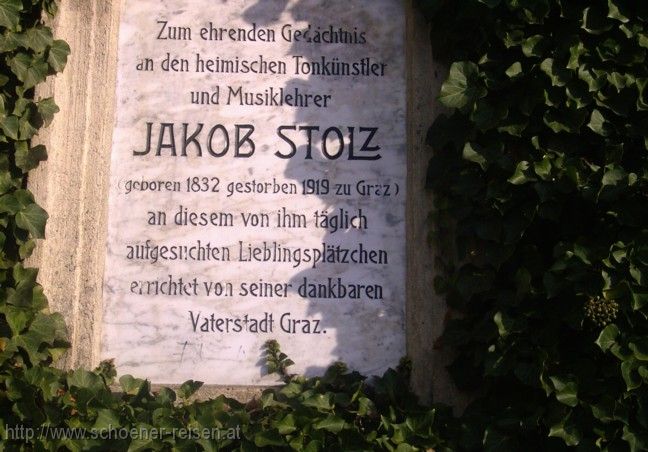 Zum ehrenden Gedächtnis
an den heimischen Tonkünstler
und Musiklehrer
JAKOB STOLZ
(geboren 1832 gestorben 1919 zu Graz)
an diesem von ihm täglich
aufgesuchten Lieblingsplätzchen
errichtet von seiner dankbaren
Vaterstadt Graz.
http://www.schoener-reisen.at